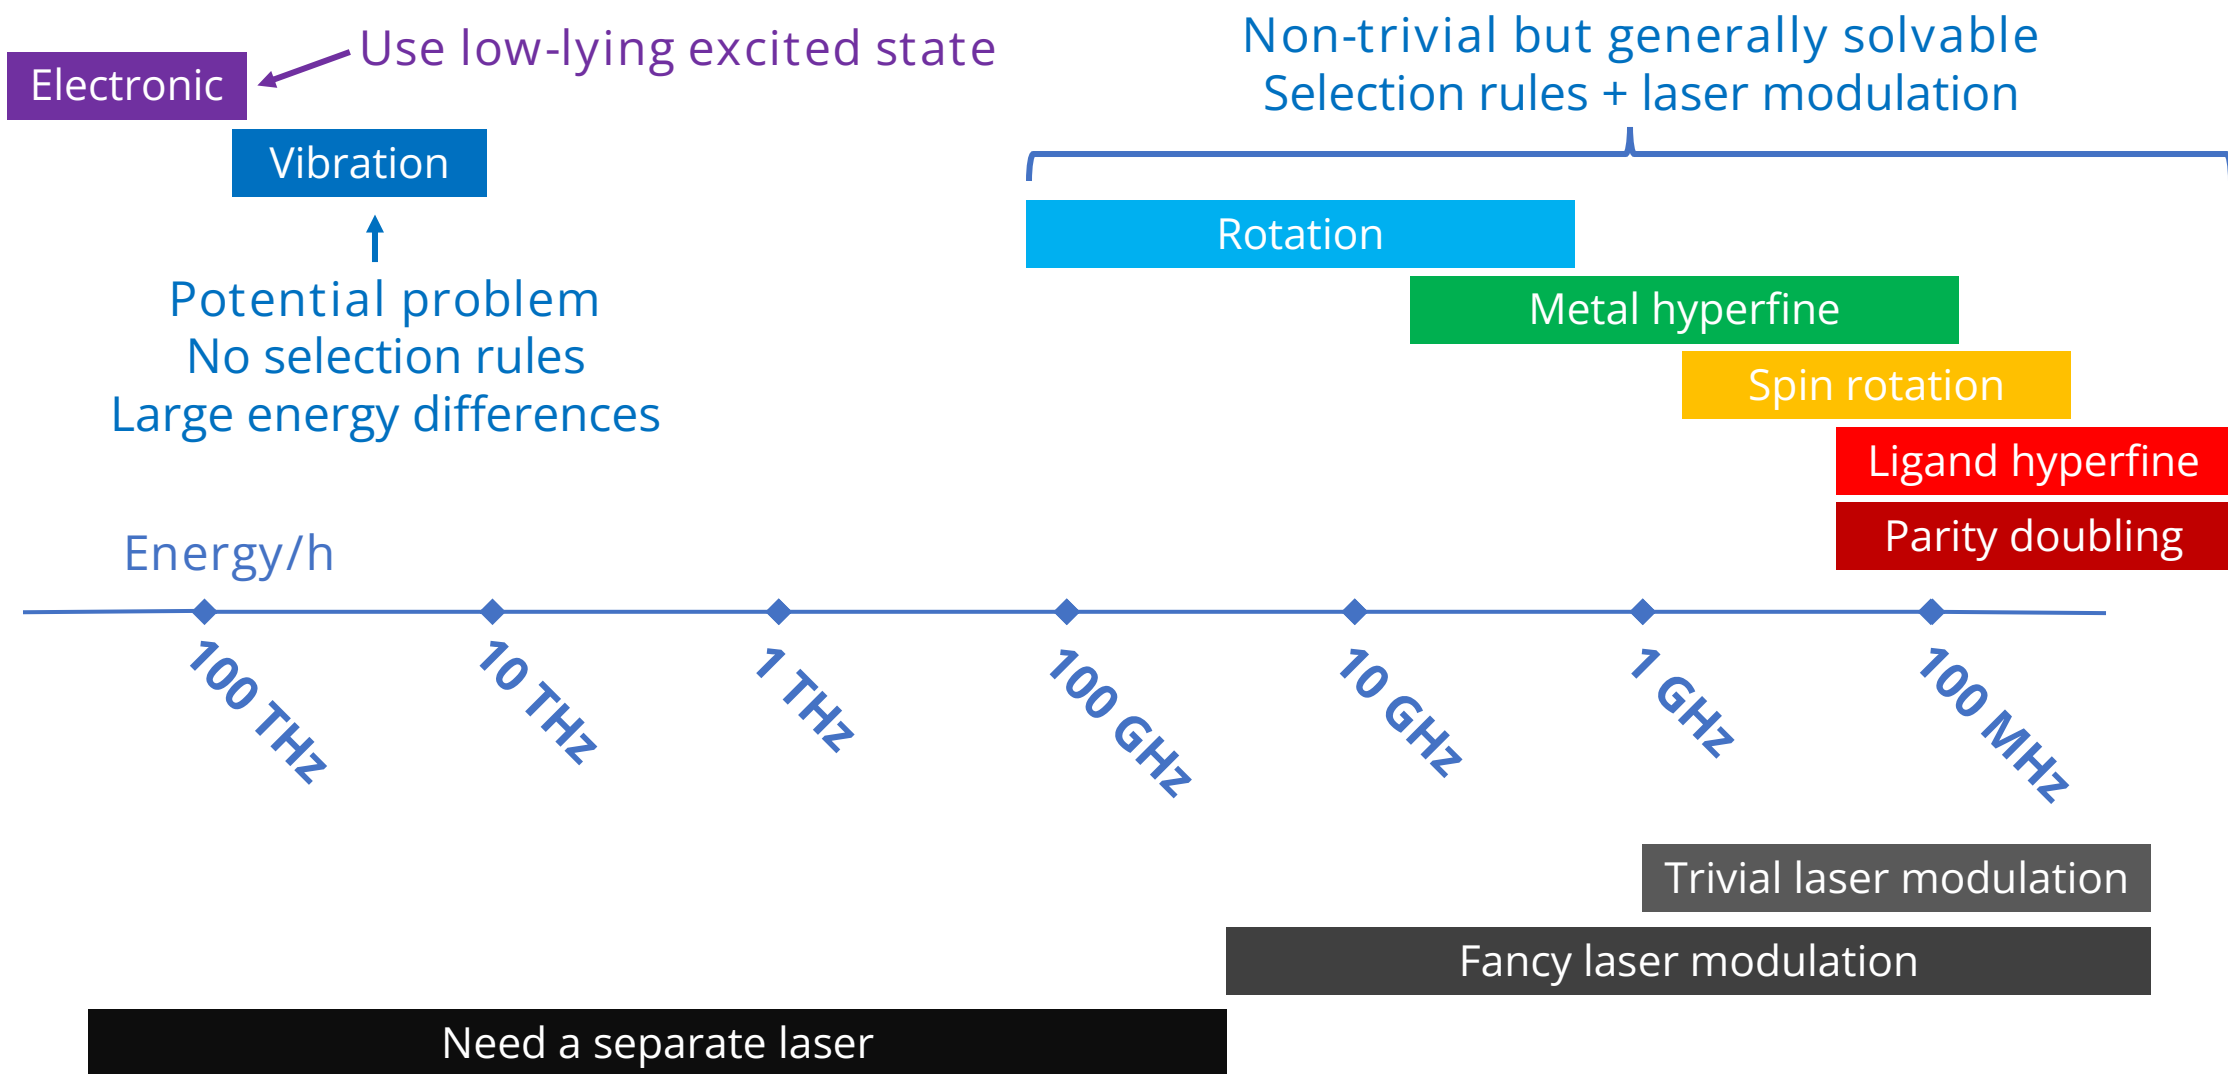 Use low-lying excited state
Electronic
Vibration
Potential problem
No selection rules
Large energy differences
Non-trivial but generally solvable
Selection rules + laser modulation
Rotation
Metal hyperfine
Spin rotation
Ligand hyperfine
Parity doubling
Energy/h
100 THz
10 THz
1 THz
100 GHz
10 GHz
1 GHz
100 MHz
Trivial laser modulation
Fancy laser modulation
Need a separate laser